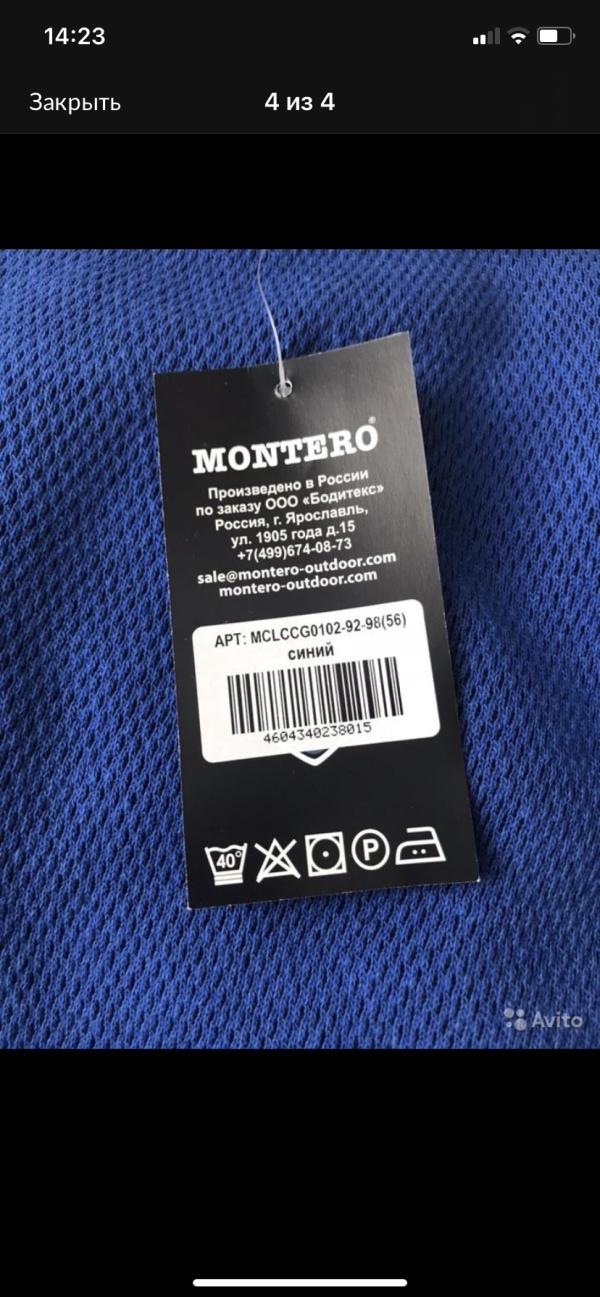 14:23
Закрыть
4 из 4
MONTERO®
Произведено в России
по заказу ООО «Бодитекс»
Россия, г. Ярославль,
ул. 1905 года д.15
+7(499)674-08-73
sale@montero-outdoor.com
montero-outdoor.com
АРТ: MCLCCG0102-92-98(56)
синий
4604340238015
40°
P
Avito